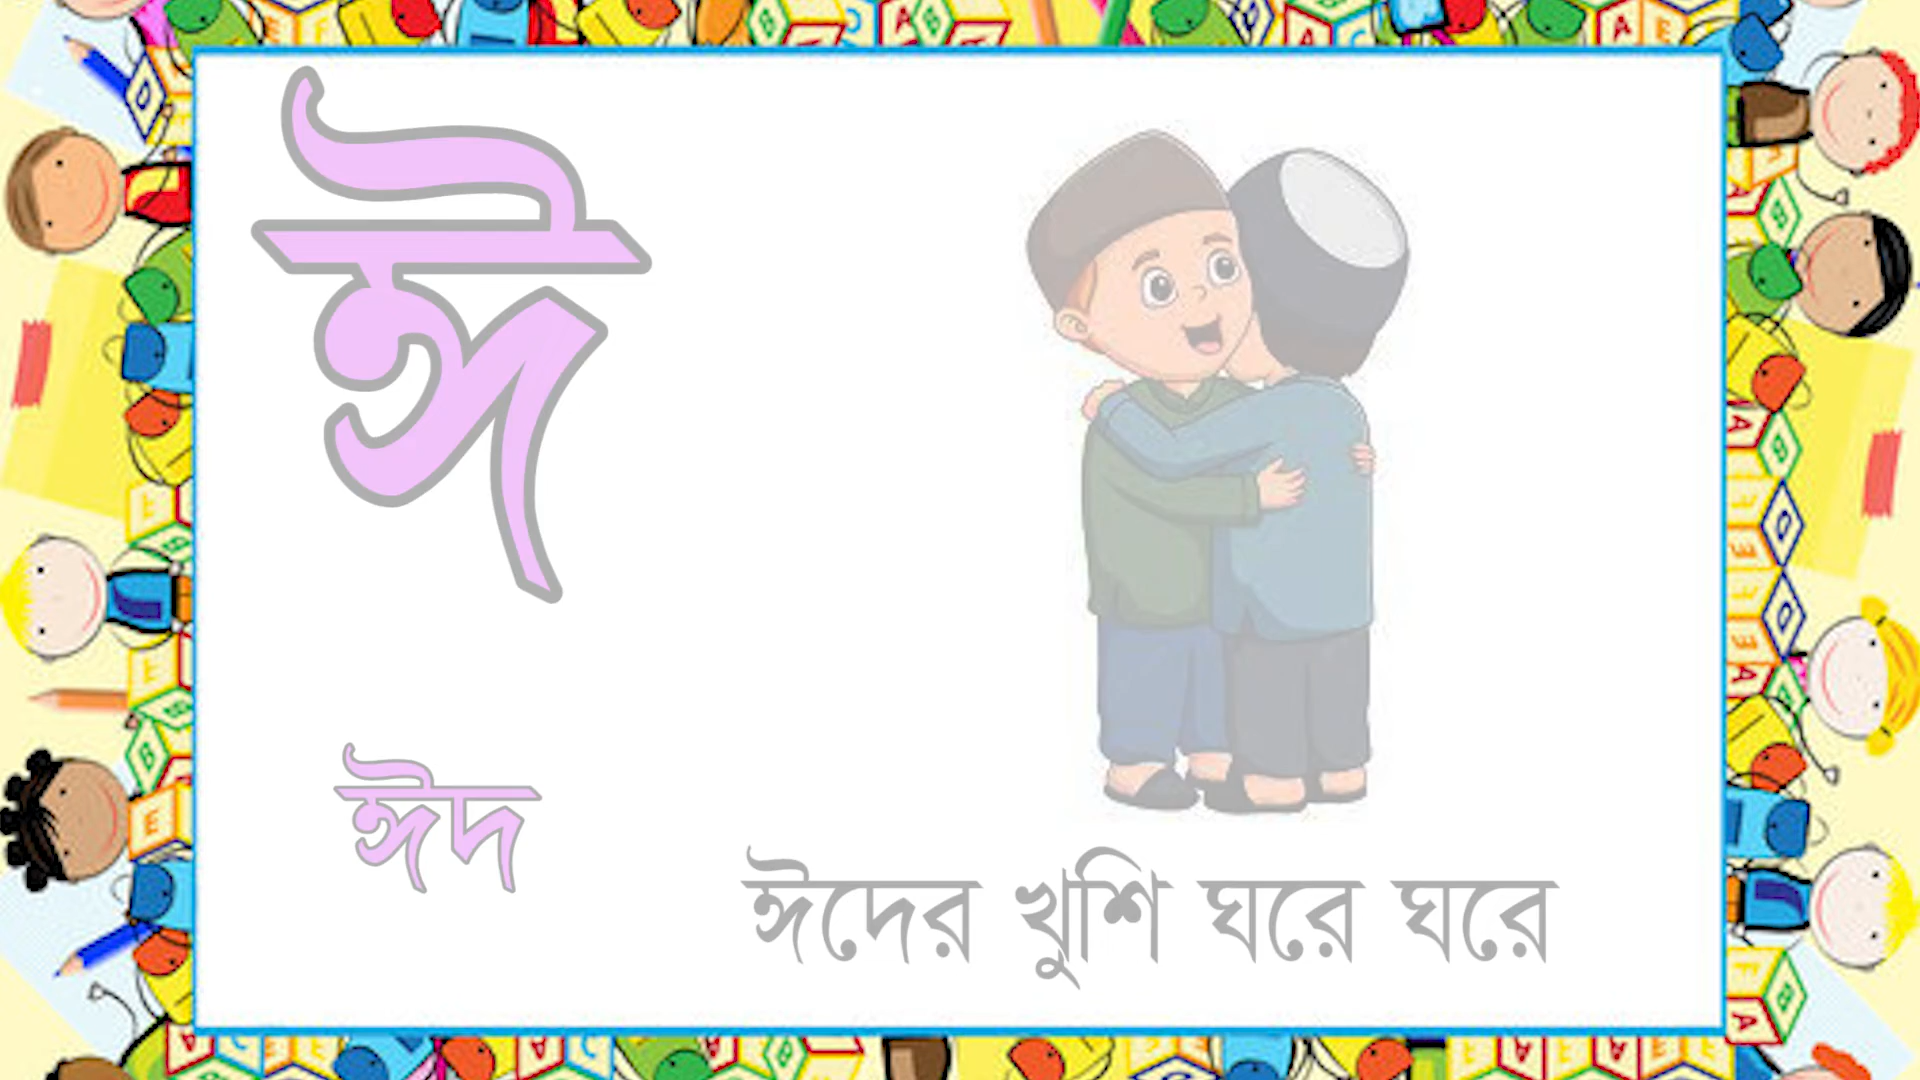 ঈ
ঈদ
ঈদের খুশি ঘরে ঘরে